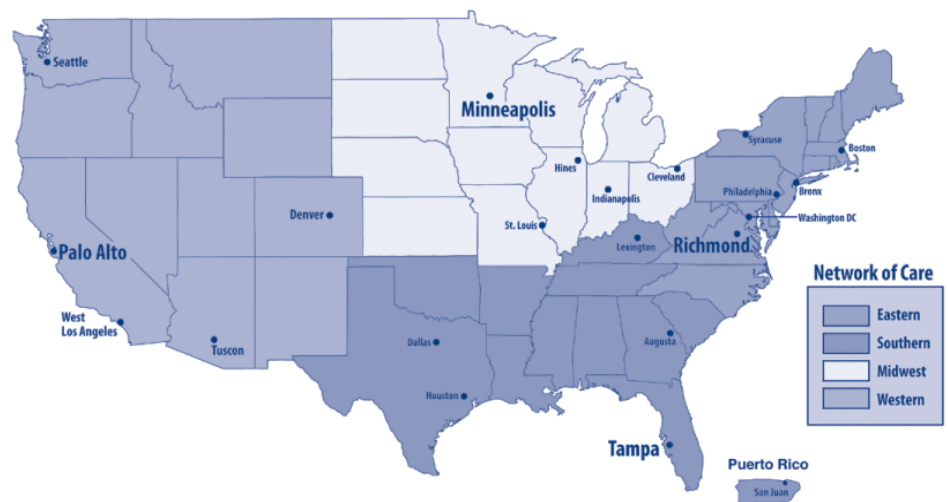 Seattle
Minneapolis
Syracuse
Boston
Hines
Cleveland
Indianapolis
Philadelphia
Bronx
Denver
St. Louis
Washington DC
Lexington
Richmond
Palo Alto
Network of Care
Eastern
Southern
Midwest
Western
West
Los Angeles
Tuscon
Dallas
Augusta
Houston
Tampa
Puerto Rico
San Juan